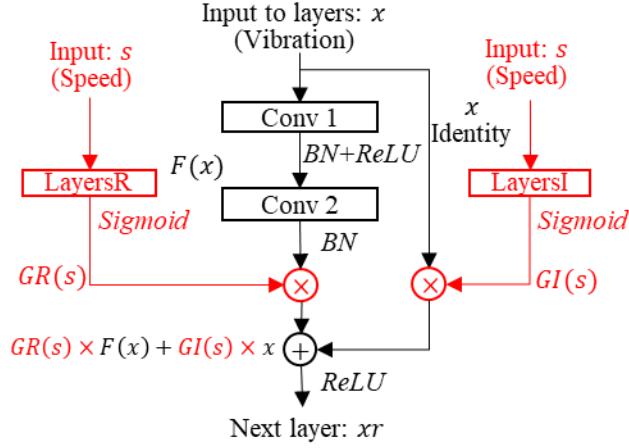 Input to layers: x
(Vibration)
Input: s
(Speed)
Input: s
(Speed)
Conv 1
x
Identity
BN+ReLU
F(x)
LayersR
Conv 2
LayersI
Sigmoid
BN
Sigmoid
GR(s)
×
×
GI(s)
GR(s) × F(x) + GI(s) × x
+
ReLU
Next layer: xr